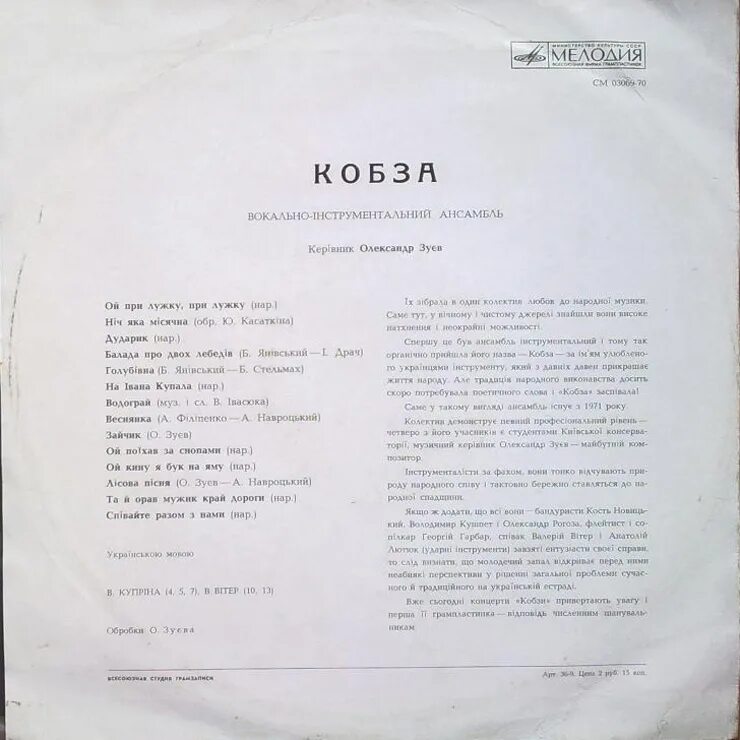 МИНИСТЕРСТВО КУЛЬТУРЫ СССР
МЕЛОДИЯ
ВСЕСОЮЗНАЯ ФИРМА ГРАМПЛАСТИНОК
СМ 03069-70
КОБЗА
ВОКАЛЬНО-ІНСТРУМЕНТАЛЬНИЙ АНСАМБЛЬ
Керівник Олександр Зуєв
Ой при лужку, при лужку (нар.)
Ніч яка місячна (обр. Ю. Касаткіна)
Дударик (нар.)
Балада про двох лебедів (Б. Янівський — І. Драч)
Голубівна (Б. Янівський — Б. Стельмах)
На Івана Купала (нар.)
Водограй (муз. і сл. В. Івасюка)
Веснянка (А. Філіпенко — А. Навроцький)
Зайчик (О. Зуєв)
Ой поїхав за снопами (нар.)
Ой кину я бук на яму (нар.)
Лісова пісня (О. Зуєв — А. Навроцький)
Та й орав мужик край дороги (нар.)
Співайте разом з нами (нар.)
Українською мовою
В. КУПРІНА (4, 5, 7), В ВІТЕР (10, 13)
Обробки О. Зуєва
Їх зібрала в один колектив любов до народної музики.
Саме тут, у вічному і чистому джерелі знайшли вони високе
натхнення і неокраїні можливості.
Спершу це був ансамбль інструментальний і тому так
органічно прийшла його назва — Кобза — за ім'ям улюблено-
го українцями інструменту, який з давніх давен прикрашає
життя народу. Але традиція народного виконавства досить
скоро потребувала поетичного слова і «Кобза» заспівала!
Саме у такому вигляді ансамбль існує з 1971 року.
Колектив демонструє певний професійний рівень —
четверо з його учасників є студентами Київської консерва-
торії, музичний керівник Олександр Зуєв — майбутній ком-
позитор.
Інструменталісти за фахом, вони тонко відчувають при-
роду народного співу і тактовно бережно ставляться до на-
родної спадщини.
Якщо ж додати, що всі вони — бандуристи Кость Новиць-
кий, Володимир Кушпет і Олександр Рогоза, флейтист і со-
пілкар Георгій Гарбар, співак Валерій Вітер і Анатолій
Лютюк (ударні інструменти) завзяті ентузіасти своєї справи,
то слід визнати, що молодечий запал відкриває перед ними
неабиякі перспективи у рішенні загальної проблеми сучас-
ного й традиційного на українській естраді.
Вже сьогодні концерти «Кобзи» привертають увагу і
перша її грампластинка — відповідь численним шануваль-
никам.
ВСЕСОЮЗНАЯ СТУДИЯ ГРАМЗАПИСИ
Арт. 36-9. Цена 2 руб. 15 коп.